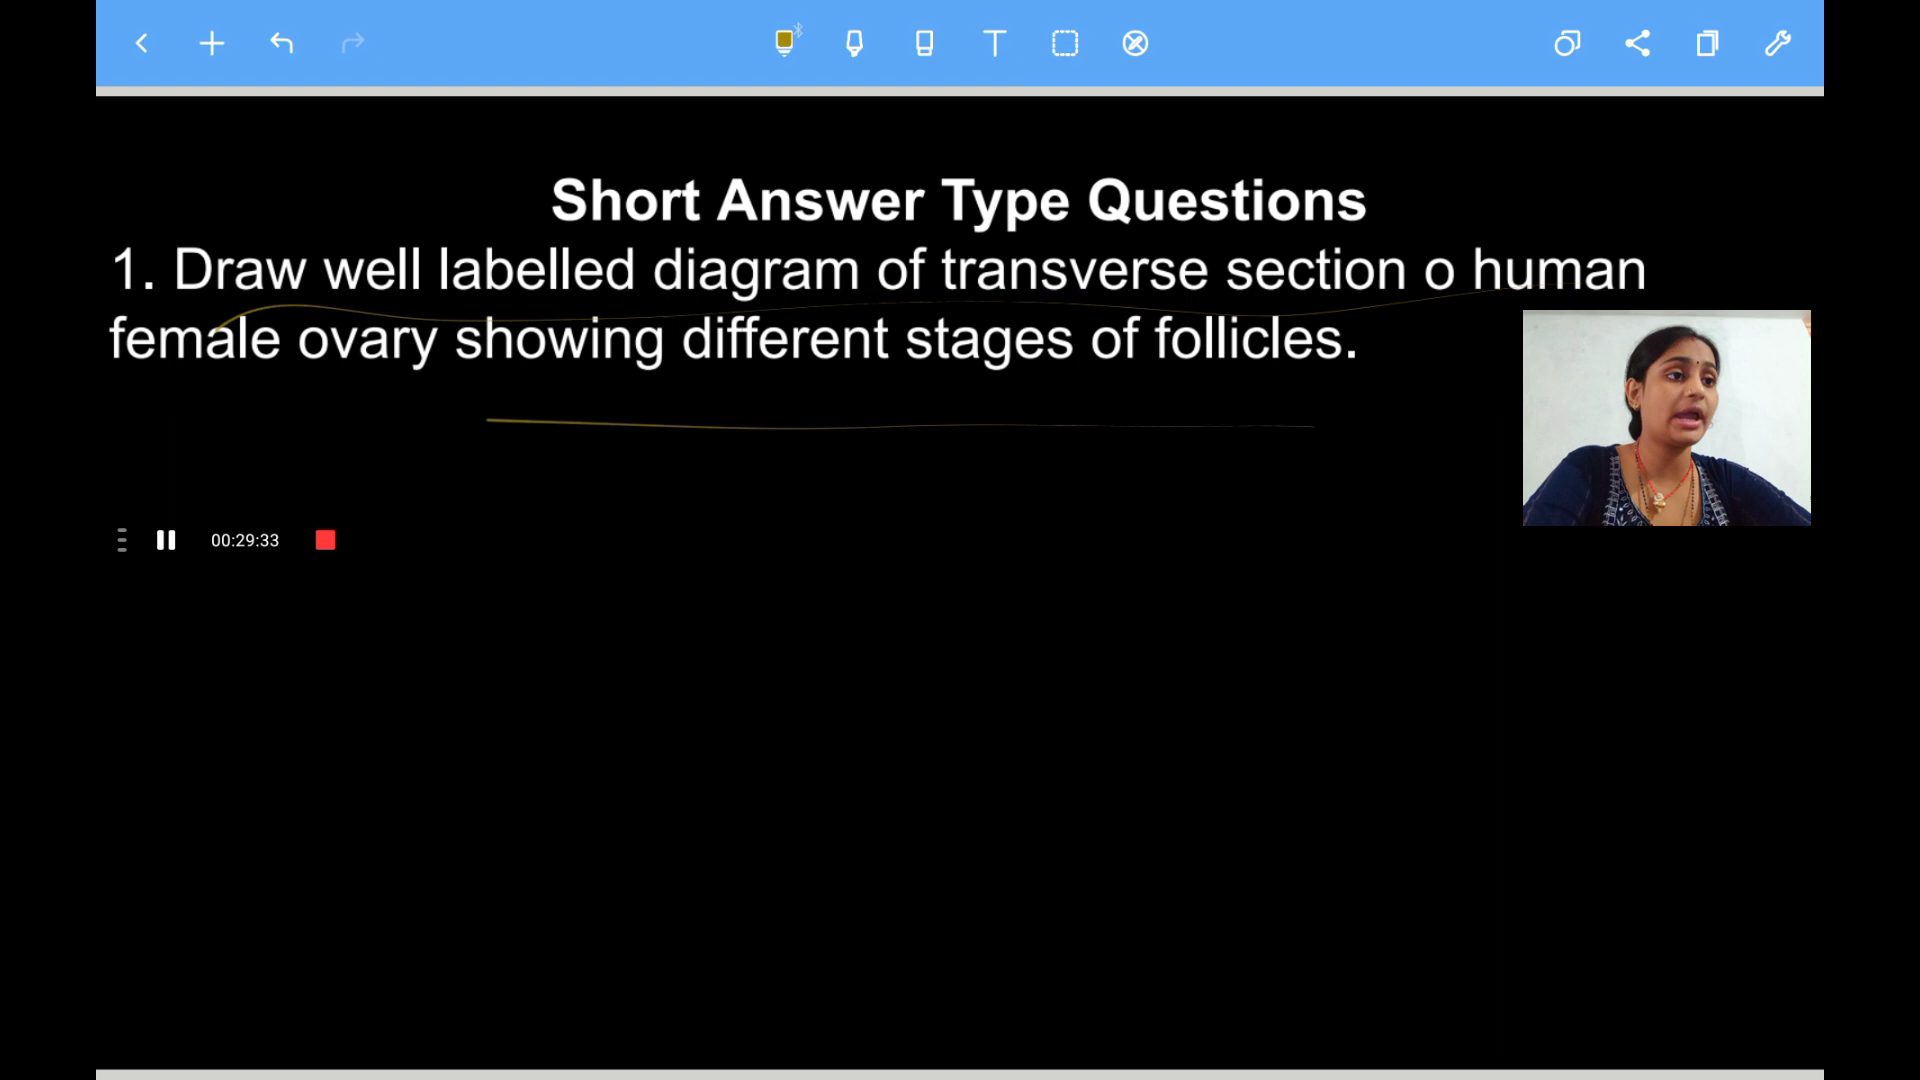 Short Answer Type Questions
1. Draw well labelled diagram of transverse section o human
female ovary showing different stages of follicles.
00:29:33